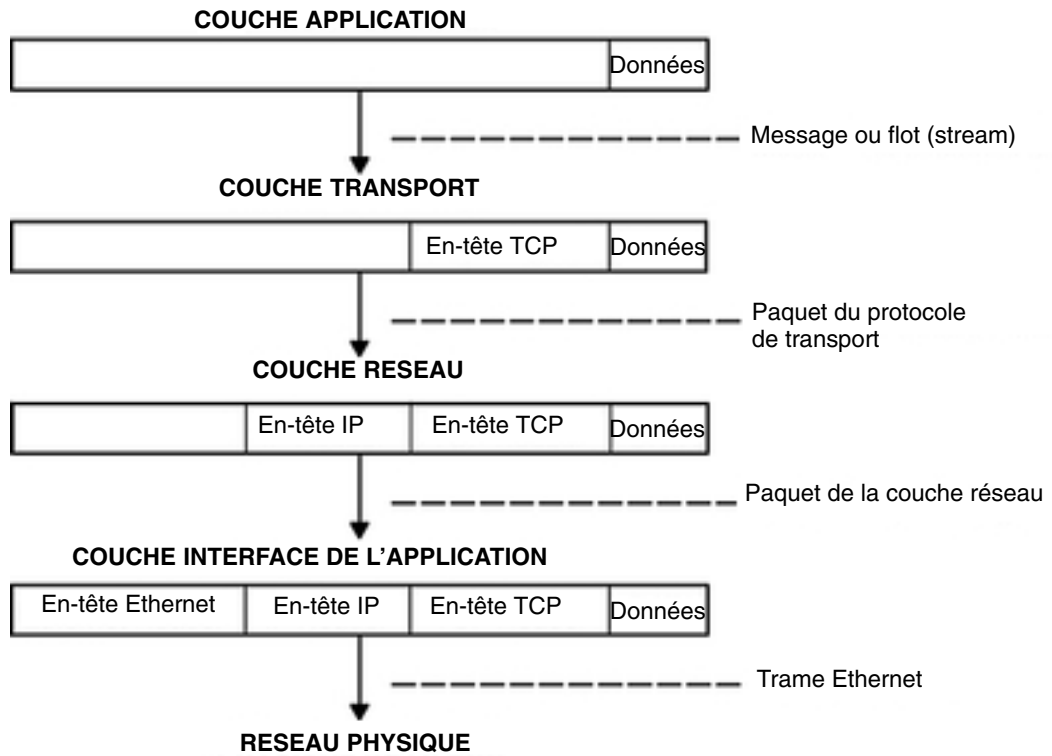 COUCHE APPLICATION
Données
Message ou flot (stream)
COUCHE TRANSPORT
En-tête TCP Données
Paquet du protocole
de transport
COUCHE RESEAU
En-tête IP En-tête TCP Données
Paquet de la couche réseau
COUCHE INTERFACE DE L’APPLICATION
En-tête Ethernet En-tête IP En-tête TCP Données
Trame Ethernet
RESEAU PHYSIQUE